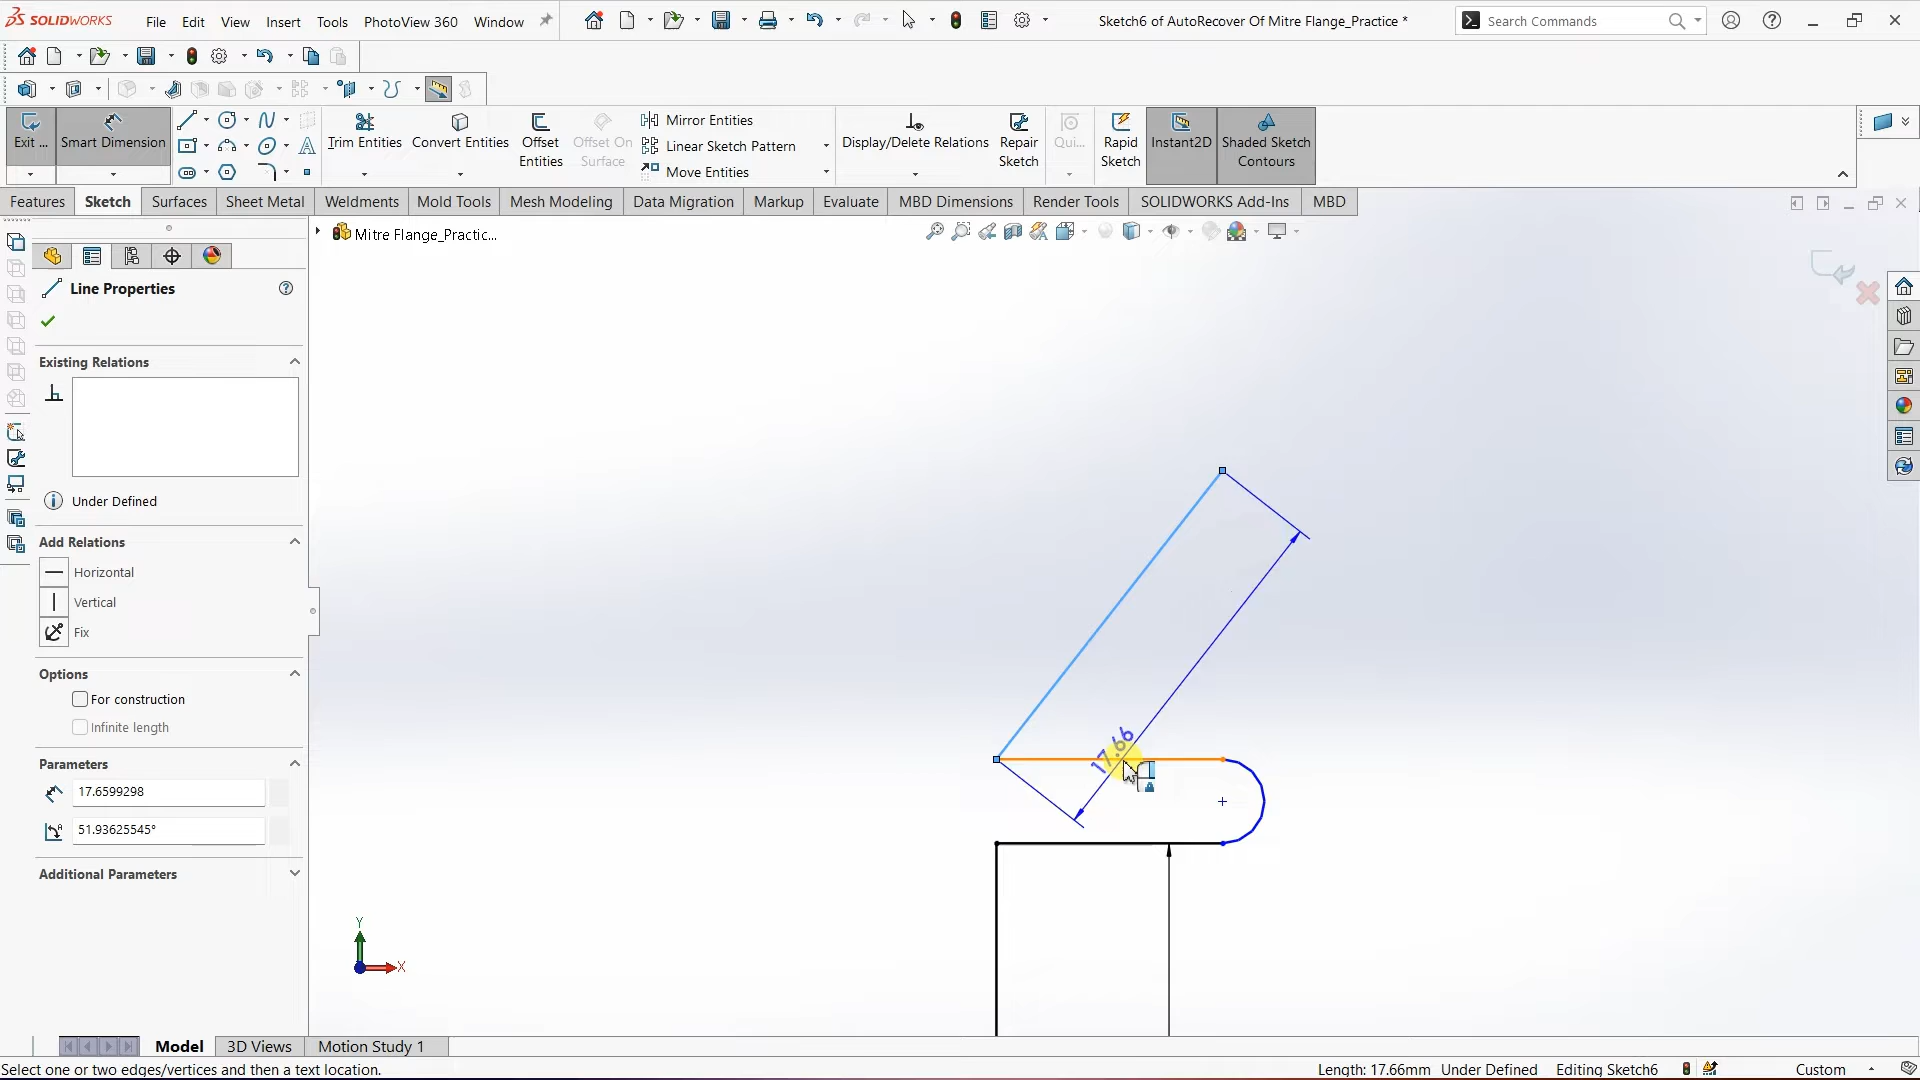 SOLIDWORKS File Edit View Insert Tools PhotoView 360 Window Sketch6 of AutoRecover Of Mitre Flange_Practice * Search Commands
Exit ... Smart Dimension Trim Entities Convert Entities Offset Entities Offset On Surface Mirror Entities Linear Sketch Pattern Move Entities Display/Delete Relations Repair Sketch Qui... Rapid Sketch Instant2D Shaded Sketch Contours
Features Sketch Surfaces Sheet Metal Weldments Mold Tools Mesh Modeling Data Migration Markup Evaluate MBD Dimensions Render Tools SOLIDWORKS Add-Ins MBD
Mitre Flange_Practic...
Line Properties
Existing Relations
Under Defined
Add Relations
Horizontal
Vertical
Fix
Options
For construction
Infinite length
Parameters
17.6599298
51.93625545°
Additional Parameters
17.66
Y
X
Model 3D Views Motion Study 1
Select one or two edges/vertices and then a text location. Length: 17.66mm Under Defined Editing Sketch6 Custom